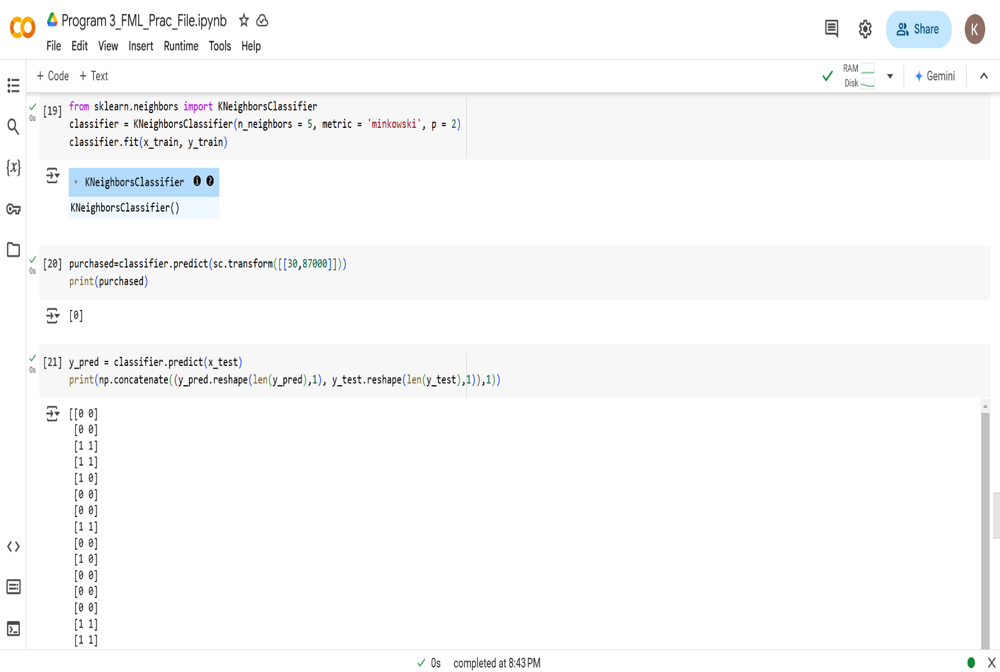 Program 3_FML_Prac_File.ipynb
File Edit View Insert Runtime Tools Help
Share
K
+ Code + Text
RAM
Disk
Gemini
0s
[19] from sklearn.neighbors import KNeighborsClassifier
classifier = KNeighborsClassifier(n_neighbors = 5, metric = 'minkowski', p = 2)
classifier.fit(x_train, y_train)
KNeighborsClassifier i ?
KNeighborsClassifier()
0s
[20] purchased=classifier.predict(sc.transform([[30,87000]]))
print(purchased)
[0]
0s
[21] y_pred = classifier.predict(x_test)
print(np.concatenate((y_pred.reshape(len(y_pred),1), y_test.reshape(len(y_test),1)),1))
[[0 0]
[0 0]
[1 1]
[1 1]
[1 0]
[0 0]
[0 0]
[1 1]
[0 0]
[1 0]
[0 0]
[0 0]
[0 0]
[1 1]
[1 1]
0s completed at 8:43 PM